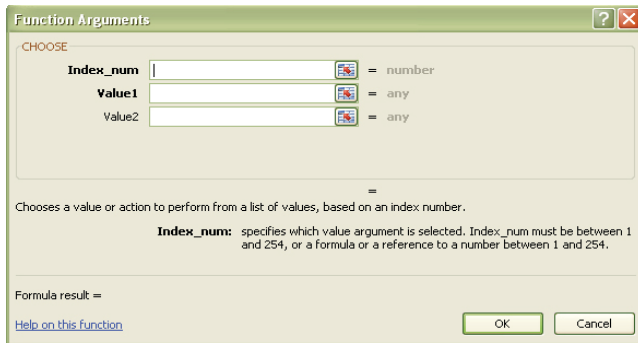 Function Arguments
CHOOSE
Index_num = number
Value1 = any
Value2 = any
=
Chooses a value or action to perform from a list of values, based on an index number.
Index_num: specifies which value argument is selected. Index_num must be between 1
and 254, or a formula or a reference to a number between 1 and 254.
Formula result =
Help on this function
OK Cancel